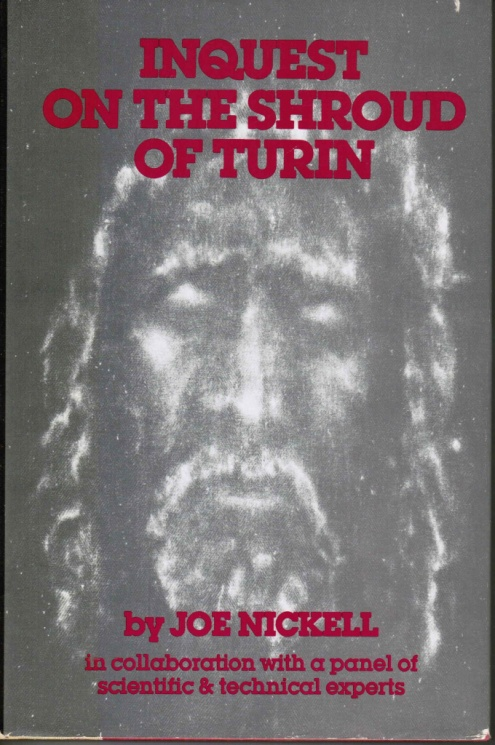 INQUEST
ON THE SHROUD
OF TURIN
by JOE NICKELL
in collaboration with a panel of
scientific & technical experts